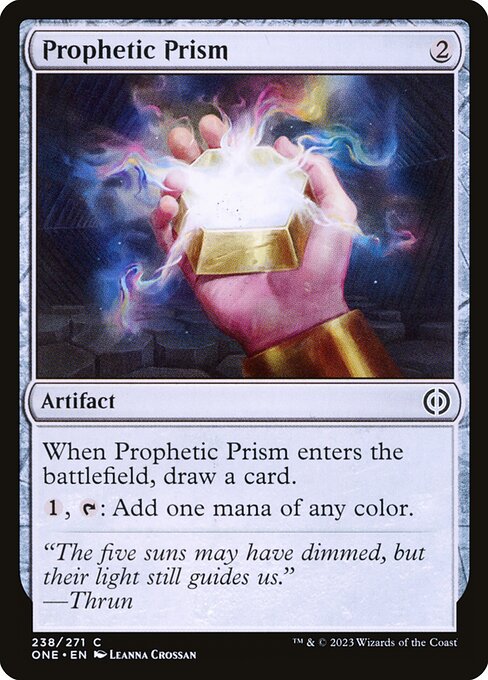 Prophetic Prism 2
Artifact
When Prophetic Prism enters the
battlefield, draw a card.
1, : Add one mana of any color.
“The five suns may have dimmed, but
their light still guides us.”
—Thrun
238/271 C
ONE • EN Leanna Crossan
™ & © 2023 Wizards of the Coast